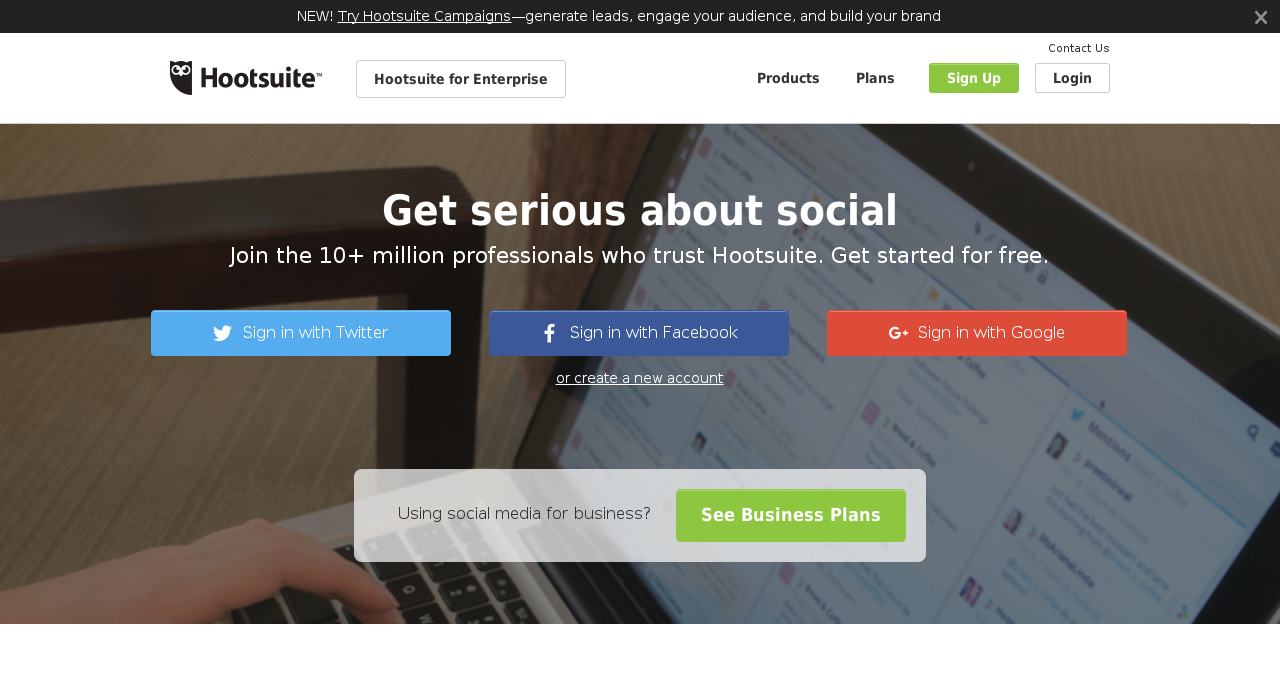 NEW! Try Hootsuite Campaigns—generate leads, engage your audience, and build your brand
Contact Us
Hootsuite™
Hootsuite for Enterprise
Products
Plans
Sign Up
Login
Get serious about social
Join the 10+ million professionals who trust Hootsuite. Get started for free.
Sign in with Twitter
Sign in with Facebook
Sign in with Google
or create a new account
Mentions
preetionreal
MsArianaLinda
Using social media for business?
See Business Plans